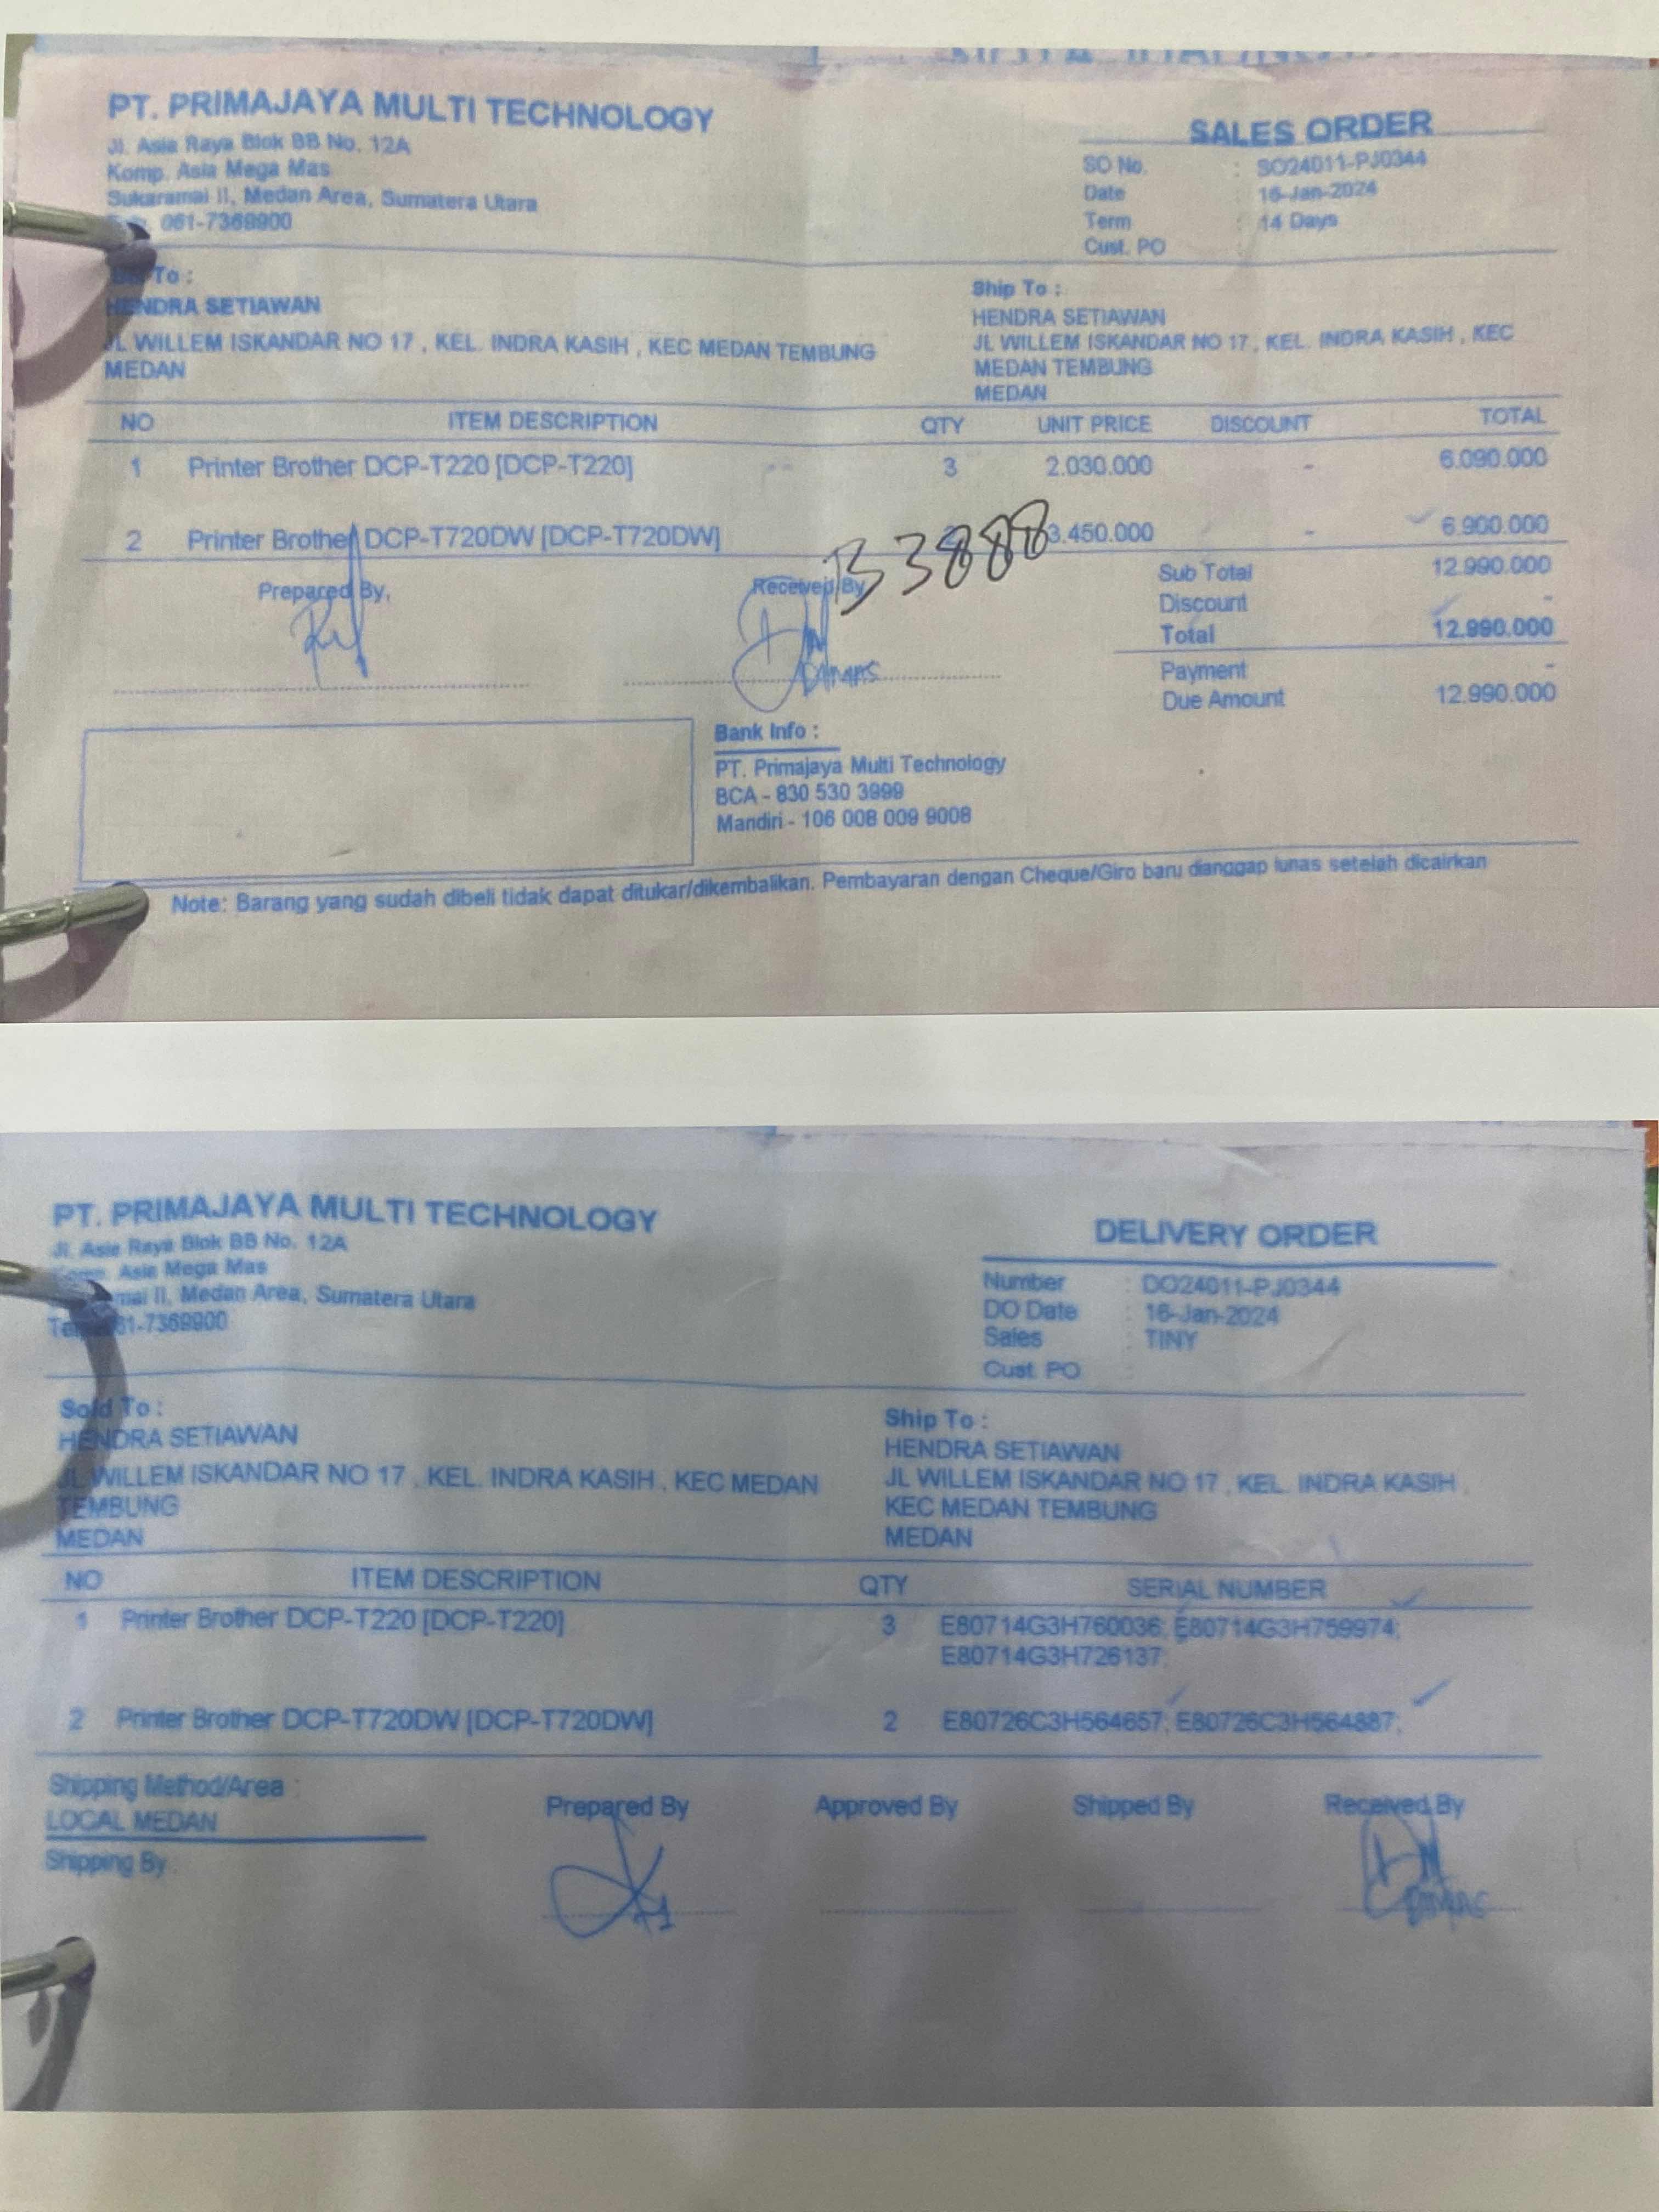 PT. PRIMAJAYA MULTI TECHNOLOGY
Jl. Asia Raya Blok BB No. 12A
Komp. Asia Mega Mas
Sukaramai II, Medan Area, Sumatera Utara
061-7369900
SALES ORDER
SO No. : SO24011-PJ0344
Date : 16-Jan-2024
Term : 14 Days
Cust. PO
To :
HENDRA SETIAWAN
JL WILLEM ISKANDAR NO 17 , KEL. INDRA KASIH , KEC MEDAN TEMBUNG
MEDAN
Ship To :
HENDRA SETIAWAN
JL WILLEM ISKANDAR NO 17 , KEL. INDRA KASIH , KEC
MEDAN TEMBUNG
MEDAN
NO ITEM DESCRIPTION QTY UNIT PRICE DISCOUNT TOTAL
1 Printer Brother DCP-T220 [DCP-T220] 3 2.030.000 - 6.090.000
2 Printer Brother DCP-T720DW [DCP-T720DW] 3.450.000 - 6.900.000
B3888
Prepared By,
Received By
DIMAS
Sub Total 12.990.000
Discount -
Total 12.990.000
Payment -
Due Amount 12.990.000
Bank Info :
PT. Primajaya Multi Technology
BCA - 830 530 3999
Mandiri - 106 008 009 9008
Note: Barang yang sudah dibeli tidak dapat ditukar/dikembalikan. Pembayaran dengan Cheque/Giro baru dianggap lunas setelah dicairkan
PT. PRIMAJAYA MULTI TECHNOLOGY
Jl. Asia Raya Blok BB No. 12A
Komp. Asia Mega Mas
mai II, Medan Area, Sumatera Utara
61-7369900
DELIVERY ORDER
Number : DO24011-PJ0344
DO Date : 16-Jan-2024
Sales : TINY
Cust. PO :
Sold To :
HENDRA SETIAWAN
JL WILLEM ISKANDAR NO 17 , KEL. INDRA KASIH , KEC MEDAN
TEMBUNG
MEDAN
Ship To :
HENDRA SETIAWAN
JL WILLEM ISKANDAR NO 17 , KEL. INDRA KASIH ,
KEC MEDAN TEMBUNG
MEDAN
NO ITEM DESCRIPTION QTY SERIAL NUMBER
1 Printer Brother DCP-T220 [DCP-T220] 3 E80714G3H760036; E80714G3H759974;
E80714G3H726137;
2 Printer Brother DCP-T720DW [DCP-T720DW] 2 E80726C3H564657; E80726C3H564887;
Shipping Method/Area :
LOCAL MEDAN
Shipping By
Prepared By
Approved By
Shipped By
Received By
DIMAS